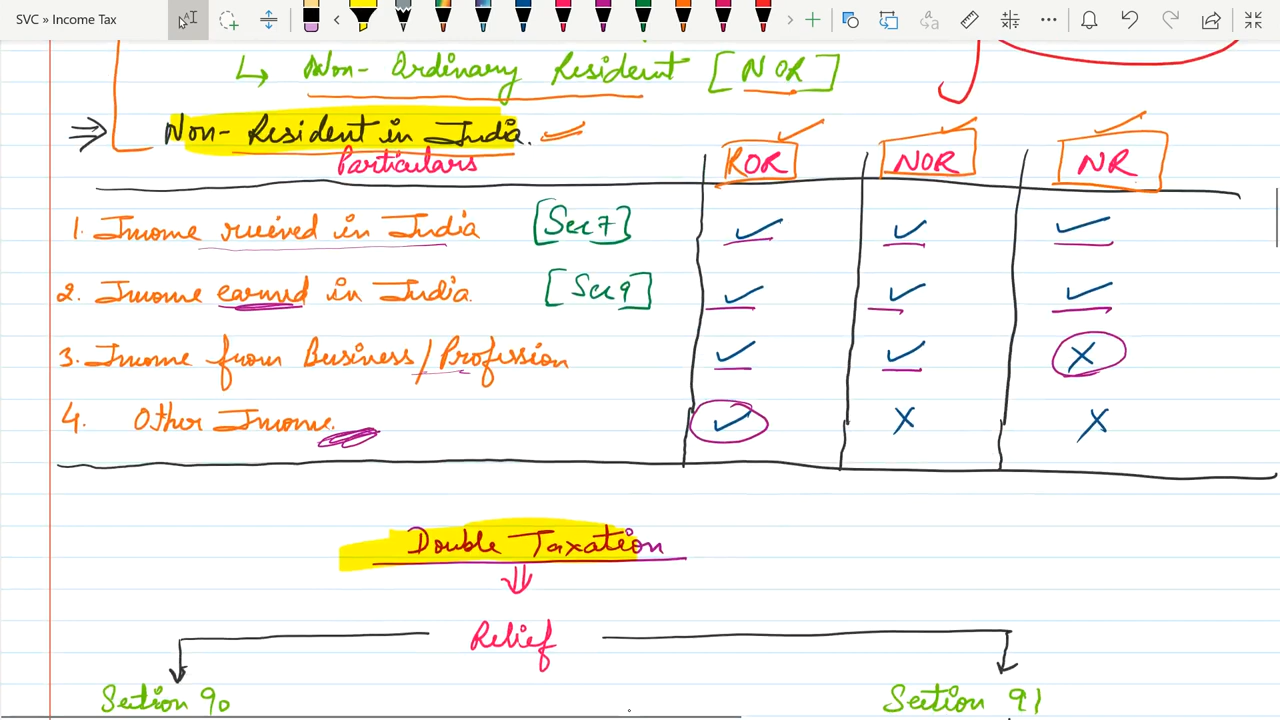 SVC » Income Tax
↳ Non-Ordinary Resident [NOR]
⇒ Non-Resident in India.
Particulars ROR NOR NR
1. Income recieved in India [Sec 7] ✓ ✓ ✓
2. Income earned in India. [Sec 9] ✓ ✓ ✓
3. Income from Business/Profession ✓ ✓ X
4. Other Income. ✓ X X
Double Taxation
Relief
Section 90 Section 91